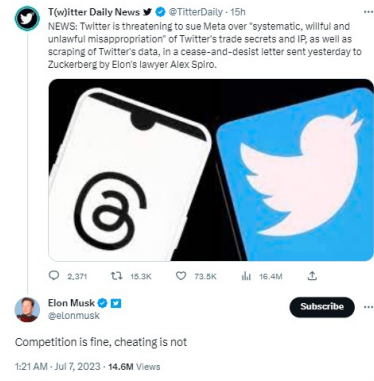 T(w)itter Daily News @TitterDaily · 15h
NEWS: Twitter is threatening to sue Meta over "systematic, willful and
unlawful misappropriation" of Twitter's trade secrets and IP, as well as
scraping of Twitter's data, in a cease-and-desist letter sent yesterday to
Zuckerberg by Elon's lawyer Alex Spiro.
2,371 15.3K 73.5K 16.4M
Elon Musk
@elonmusk
Subscribe
Competition is fine, cheating is not
1:21 AM · Jul 7, 2023 · 14.6M Views